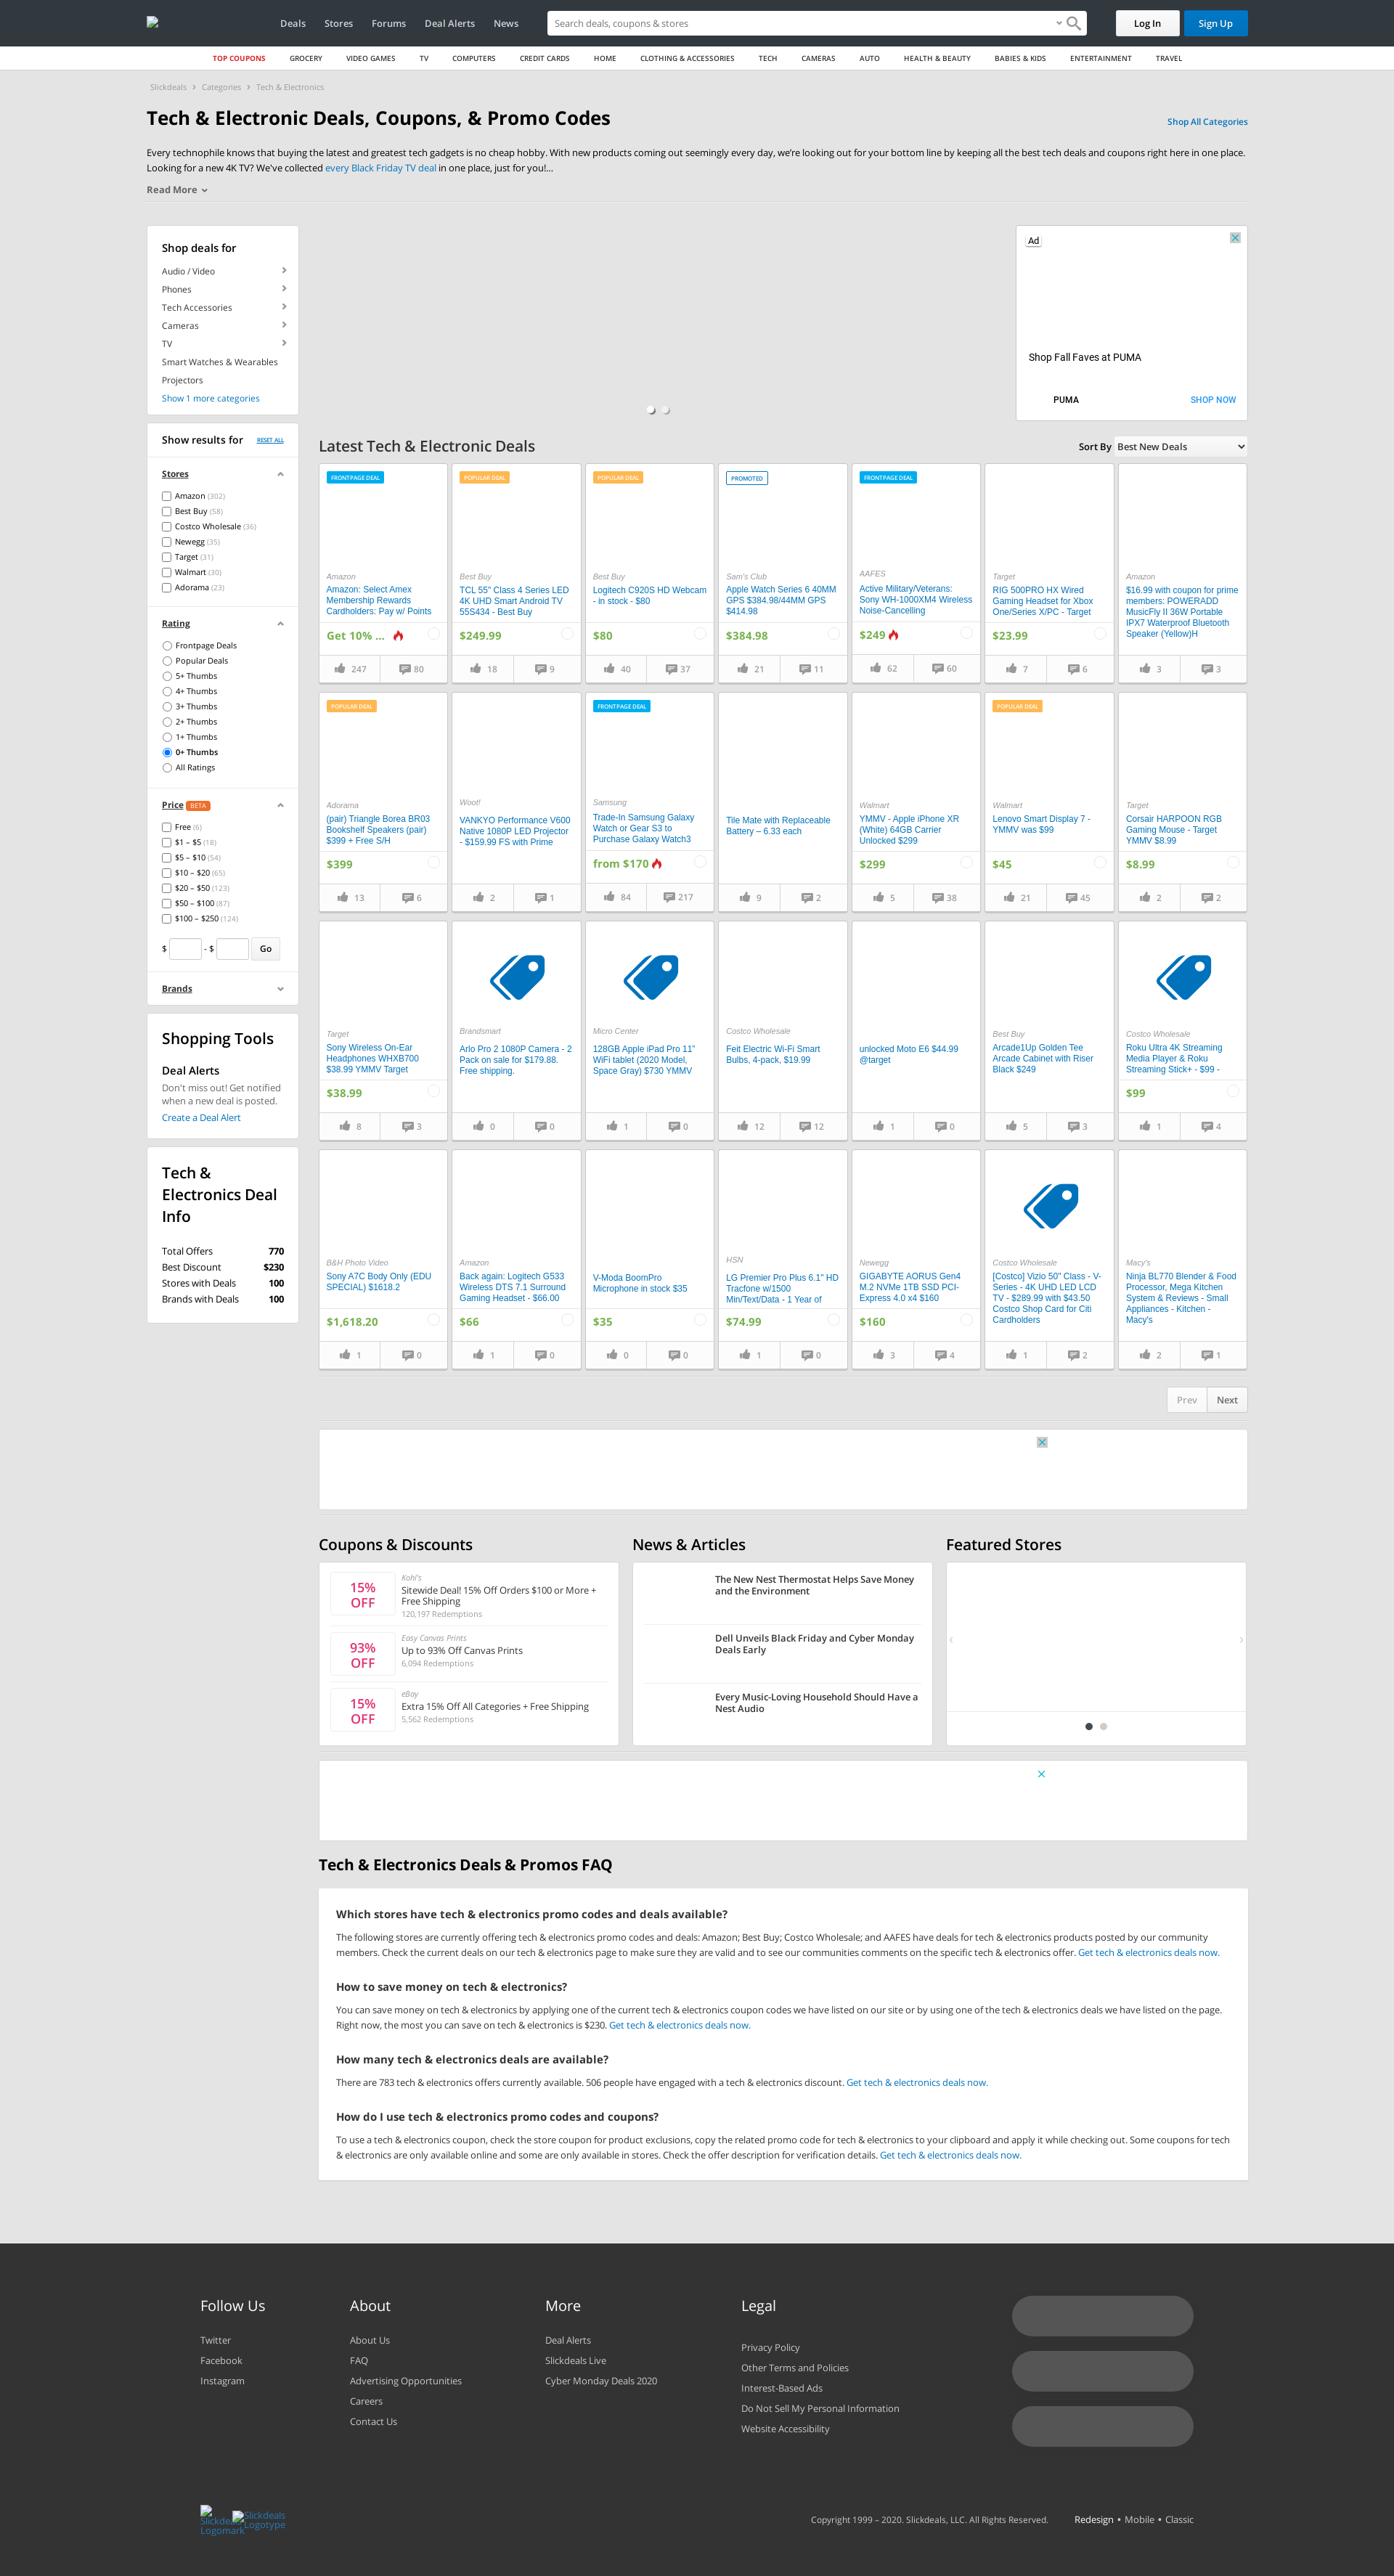 Deals Stores Forums Deal Alerts News
Search deals, coupons & stores
Log In
Sign Up
TOP COUPONS GROCERY VIDEO GAMES TV COMPUTERS CREDIT CARDS HOME CLOTHING & ACCESSORIES TECH CAMERAS AUTO HEALTH & BEAUTY BABIES & KIDS ENTERTAINMENT TRAVEL
Slickdeals › Categories › Tech & Electronics
Tech & Electronic Deals, Coupons, & Promo Codes
Shop All Categories
Every technophile knows that buying the latest and greatest tech gadgets is no cheap hobby. With new products coming out seemingly every day, we’re looking out for your bottom line by keeping all the best tech deals and coupons right here in one place.
Looking for a new 4K TV? We've collected every Black Friday TV deal in one place, just for you!...
Read More
Shop deals for
Audio / Video
Phones
Tech Accessories
Cameras
TV
Smart Watches & Wearables
Projectors
Show 1 more categories
Ad
Shop Fall Faves at PUMA
PUMA
SHOP NOW
Show results for
RESET ALL
Stores
Amazon (302)
Best Buy (58)
Costco Wholesale (36)
Newegg (35)
Target (31)
Walmart (30)
Adorama (23)
Rating
Frontpage Deals
Popular Deals
5+ Thumbs
4+ Thumbs
3+ Thumbs
2+ Thumbs
1+ Thumbs
0+ Thumbs
All Ratings
Price BETA
Free (6)
$1 – $5 (18)
$5 – $10 (54)
$10 – $20 (65)
$20 – $50 (123)
$50 – $100 (87)
$100 – $250 (124)
$ - $ Go
Brands
Shopping Tools
Deal Alerts
Don't miss out! Get notified
when a new deal is posted.
Create a Deal Alert
Tech &
Electronics Deal
Info
Total Offers 770
Best Discount $230
Stores with Deals 100
Brands with Deals 100
Latest Tech & Electronic Deals
Sort By Best New Deals
FRONTPAGE DEAL
Amazon
Amazon: Select Amex
Membership Rewards
Cardholders: Pay w/ Points
Get 10% ...
247 80
POPULAR DEAL
Best Buy
TCL 55" Class 4 Series LED
4K UHD Smart Android TV
55S434 - Best Buy
$249.99
18 9
POPULAR DEAL
Best Buy
Logitech C920S HD Webcam
- in stock - $80
$80
40 37
PROMOTED
Sam's Club
Apple Watch Series 6 40MM
GPS $384.98/44MM GPS
$414.98
$384.98
21 11
FRONTPAGE DEAL
AAFES
Active Military/Veterans:
Sony WH-1000XM4 Wireless
Noise-Cancelling
$249
62 60
Target
RIG 500PRO HX Wired
Gaming Headset for Xbox
One/Series X/PC - Target
$23.99
7 6
Amazon
$16.99 with coupon for prime
members: POWERADD
MusicFly II 36W Portable
IPX7 Waterproof Bluetooth
Speaker (Yellow)H
3 3
POPULAR DEAL
Adorama
(pair) Triangle Borea BR03
Bookshelf Speakers (pair)
$399 + Free S/H
$399
13 6
Woot!
VANKYO Performance V600
Native 1080P LED Projector
- $159.99 FS with Prime
2 1
FRONTPAGE DEAL
Samsung
Trade-In Samsung Galaxy
Watch or Gear S3 to
Purchase Galaxy Watch3
from $170
84 217
Tile Mate with Replaceable
Battery – 6.33 each
9 2
Walmart
YMMV - Apple iPhone XR
(White) 64GB Carrier
Unlocked $299
$299
5 38
POPULAR DEAL
Walmart
Lenovo Smart Display 7 -
YMMV was $99
$45
21 45
Target
Corsair HARPOON RGB
Gaming Mouse - Target
YMMV $8.99
$8.99
2 2
Target
Sony Wireless On-Ear
Headphones WHXB700
$38.99 YMMV Target
$38.99
8 3
Brandsmart
Arlo Pro 2 1080P Camera - 2
Pack on sale for $179.88.
Free shipping.
0 0
Micro Center
128GB Apple iPad Pro 11"
WiFi tablet (2020 Model,
Space Gray) $730 YMMV
1 0
Costco Wholesale
Feit Electric Wi-Fi Smart
Bulbs, 4-pack, $19.99
12 12
unlocked Moto E6 $44.99
@target
1 0
Best Buy
Arcade1Up Golden Tee
Arcade Cabinet with Riser
Black $249
5 3
Costco Wholesale
Roku Ultra 4K Streaming
Media Player & Roku
Streaming Stick+ - $99 -
$99
1 4
B&H Photo Video
Sony A7C Body Only (EDU
SPECIAL) $1618.2
$1,618.20
1 0
Amazon
Back again: Logitech G533
Wireless DTS 7.1 Surround
Gaming Headset - $66.00
$66
1 0
V-Moda BoomPro
Microphone in stock $35
$35
0 0
HSN
LG Premier Pro Plus 6.1" HD
Tracfone w/1500
Min/Text/Data - 1 Year of
$74.99
1 0
Newegg
GIGABYTE AORUS Gen4
M.2 NVMe 1TB SSD PCI-
Express 4.0 x4 $160
$160
3 4
Costco Wholesale
[Costco] Vizio 50" Class - V-
Series - 4K UHD LED LCD
TV - $289.99 with $43.50
Costco Shop Card for Citi
Cardholders
1 2
Macy's
Ninja BL770 Blender & Food
Processor, Mega Kitchen
System & Reviews - Small
Appliances - Kitchen -
Macy's
2 1
Prev Next
Coupons & Discounts
15%
OFF
Kohl's
Sitewide Deal! 15% Off Orders $100 or More +
Free Shipping
120,197 Redemptions
93%
OFF
Easy Canvas Prints
Up to 93% Off Canvas Prints
6,094 Redemptions
15%
OFF
eBay
Extra 15% Off All Categories + Free Shipping
5,562 Redemptions
News & Articles
The New Nest Thermostat Helps Save Money
and the Environment
Dell Unveils Black Friday and Cyber Monday
Deals Early
Every Music-Loving Household Should Have a
Nest Audio
Featured Stores
Tech & Electronics Deals & Promos FAQ
Which stores have tech & electronics promo codes and deals available?
The following stores are currently offering tech & electronics promo codes and deals: Amazon; Best Buy; Costco Wholesale; and AAFES have deals for tech & electronics products posted by our community
members. Check the current deals on our tech & electronics page to make sure they are valid and to see our communities comments on the specific tech & electronics offer. Get tech & electronics deals now.
How to save money on tech & electronics?
You can save money on tech & electronics by applying one of the current tech & electronics coupon codes we have listed on our site or by using one of the tech & electronics deals we have listed on the page.
Right now, the most you can save on tech & electronics is $230. Get tech & electronics deals now.
How many tech & electronics deals are available?
There are 783 tech & electronics offers currently available. 506 people have engaged with a tech & electronics discount. Get tech & electronics deals now.
How do I use tech & electronics promo codes and coupons?
To use a tech & electronics coupon, check the store coupon for product exclusions, copy the related promo code for tech & electronics to your clipboard and apply it while checking out. Some coupons for tech
& electronics are only available online and some are only available in stores. Check the offer description for verification details. Get tech & electronics deals now.
Follow Us
Twitter
Facebook
Instagram
About
About Us
FAQ
Advertising Opportunities
Careers
Contact Us
More
Deal Alerts
Slickdeals Live
Cyber Monday Deals 2020
Legal
Privacy Policy
Other Terms and Policies
Interest-Based Ads
Do Not Sell My Personal Information
Website Accessibility
Slickdeals
Logomark
Slickdeals
Logotype
Copyright 1999 – 2020. Slickdeals, LLC. All Rights Reserved.
Redesign • Mobile • Classic